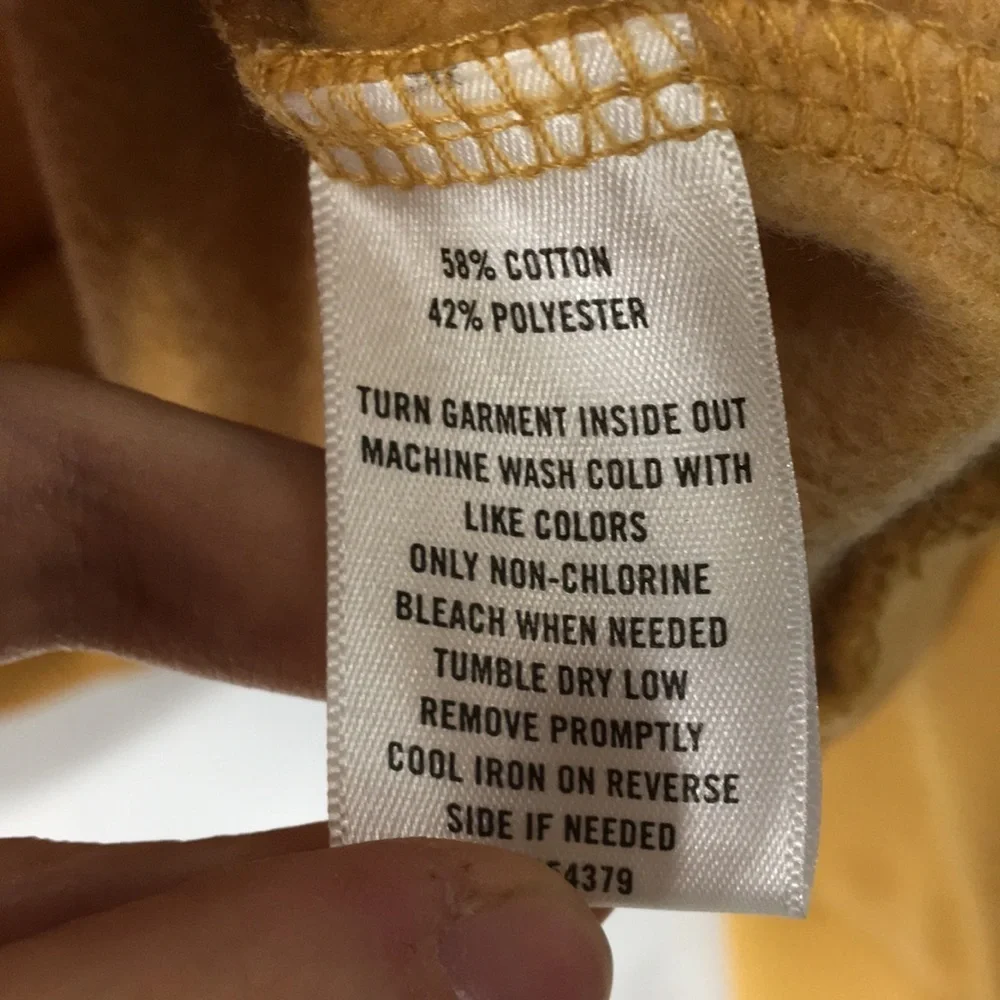 58% COTTON
42% POLYESTER
TURN GARMENT INSIDE OUT
MACHINE WASH COLD WITH
LIKE COLORS
ONLY NON-CHLORINE
BLEACH WHEN NEEDED
TUMBLE DRY LOW
REMOVE PROMPTLY
COOL IRON ON REVERSE
SIDE IF NEEDED
54379